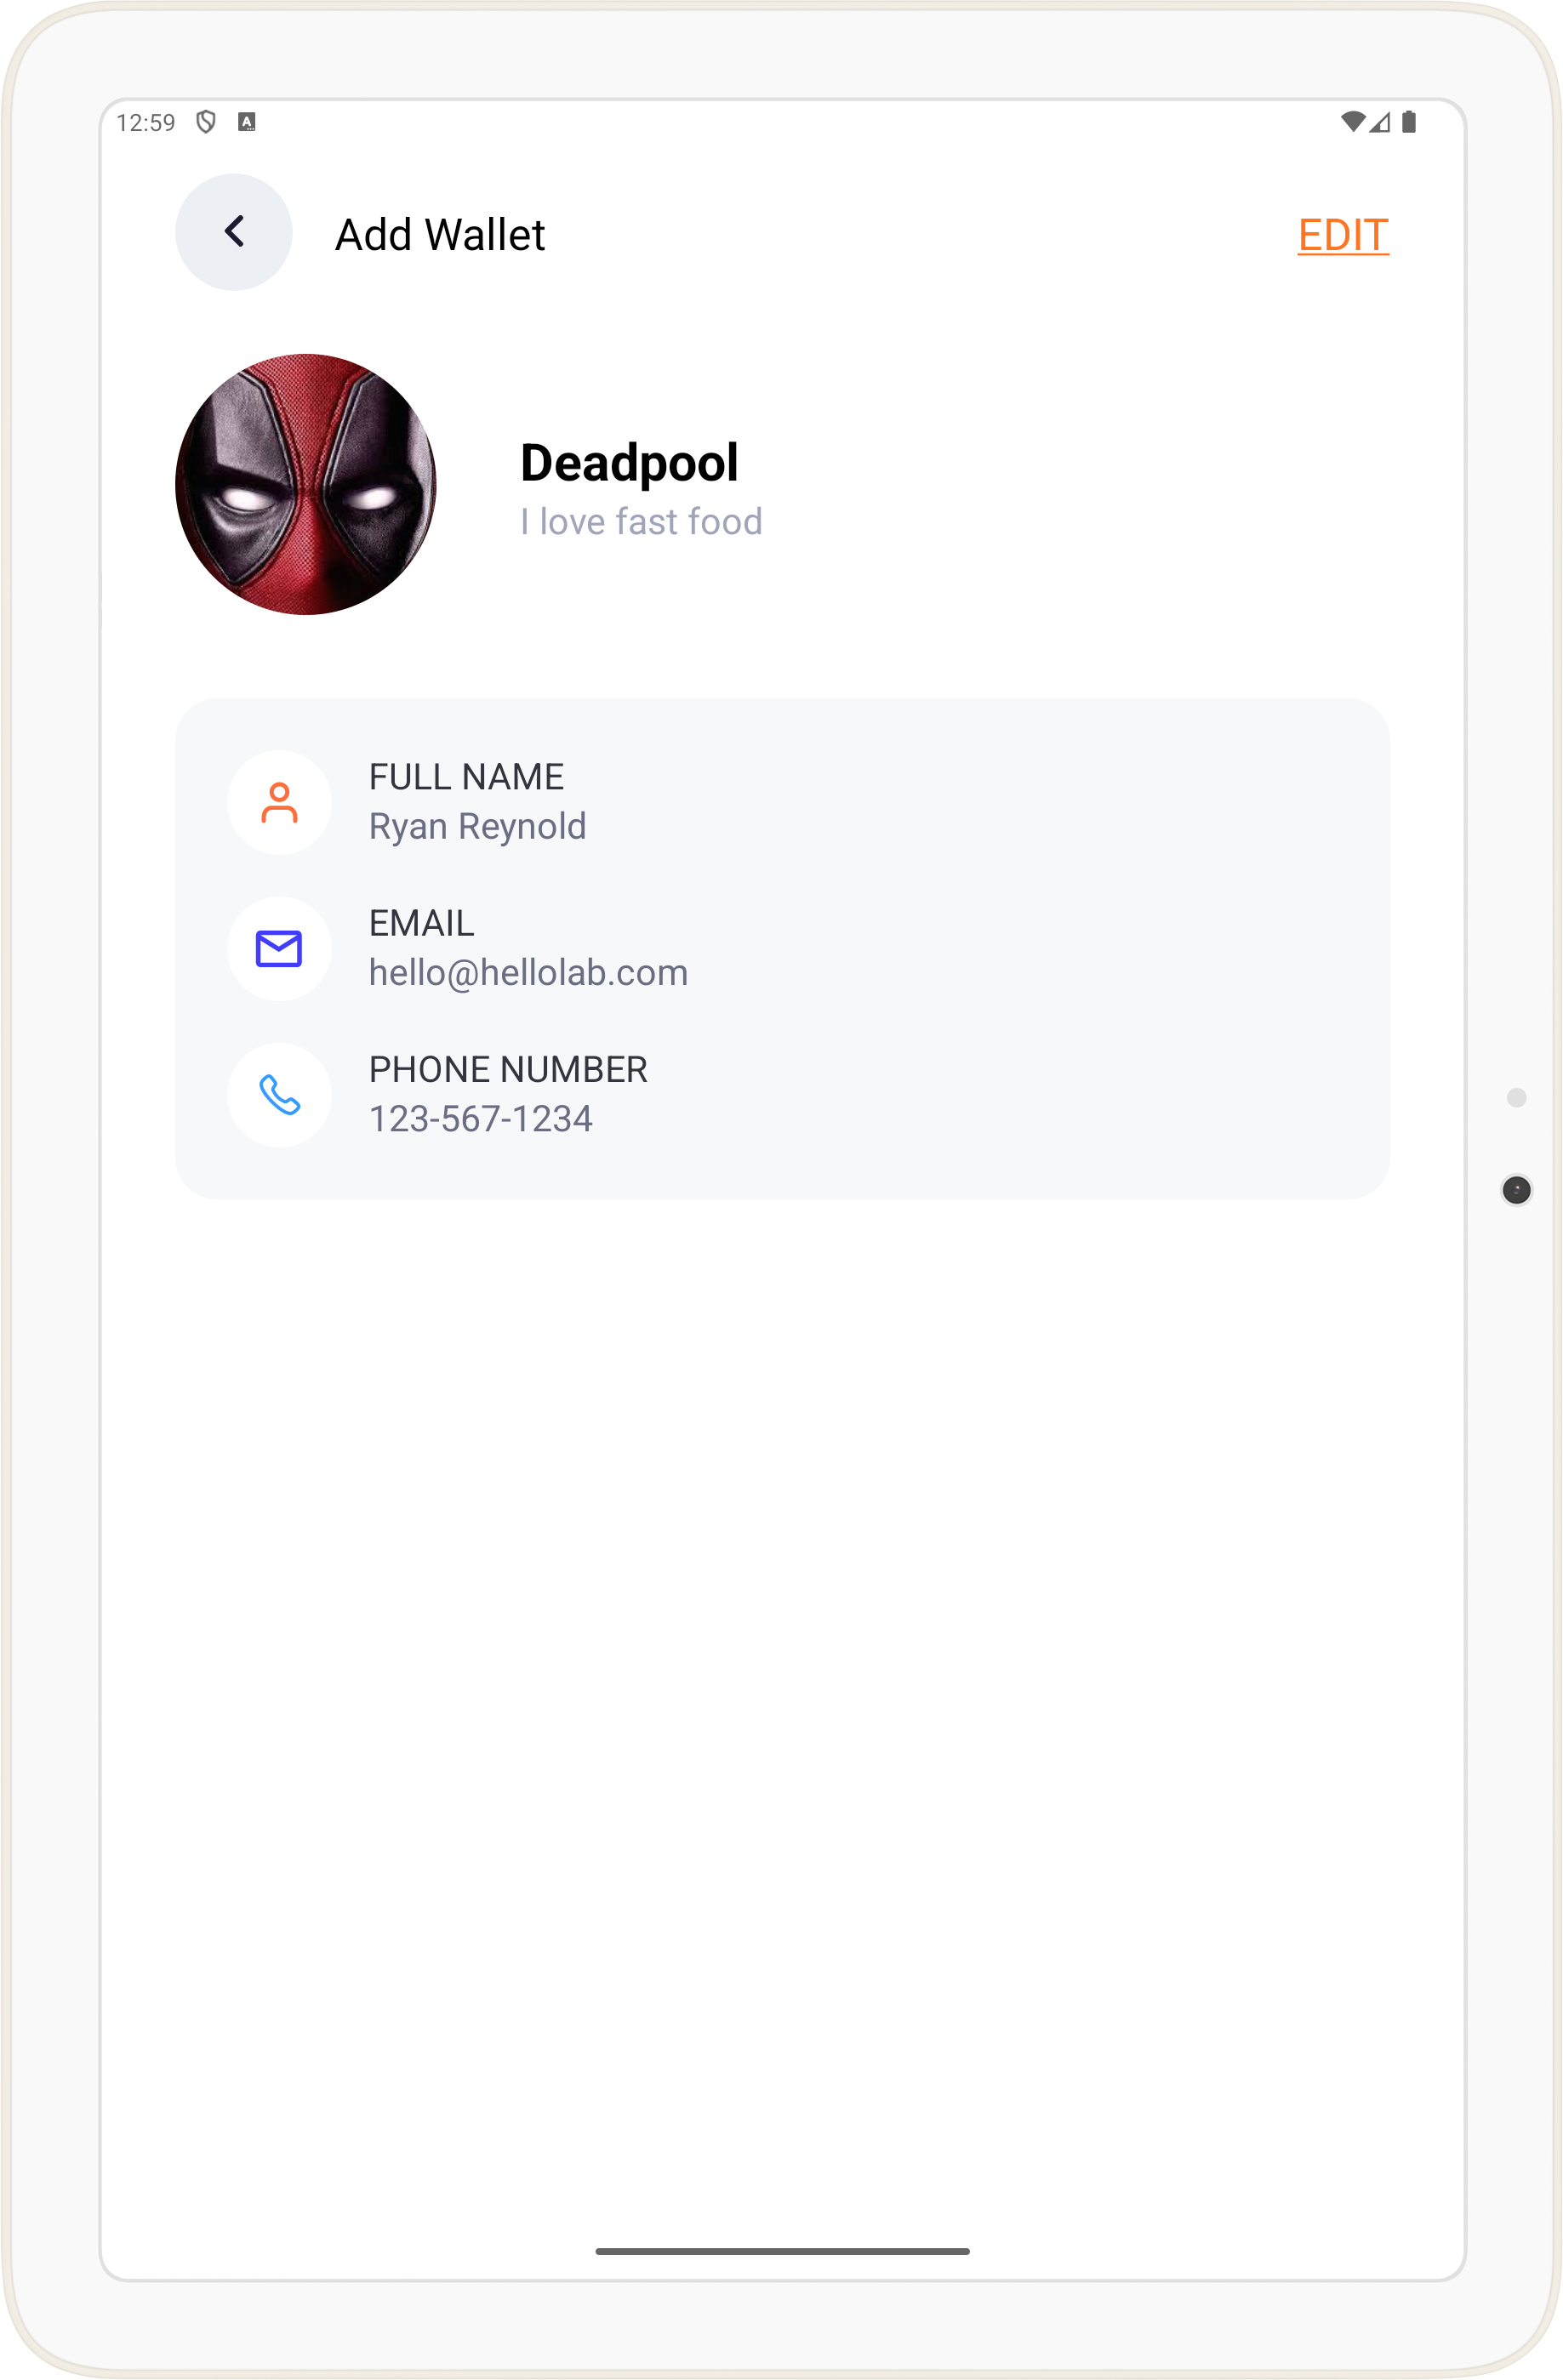 12:59
Add Wallet
EDIT
Deadpool
I love fast food
FULL NAME
Ryan Reynold
EMAIL
hello@hellolab.com
PHONE NUMBER
123-567-1234